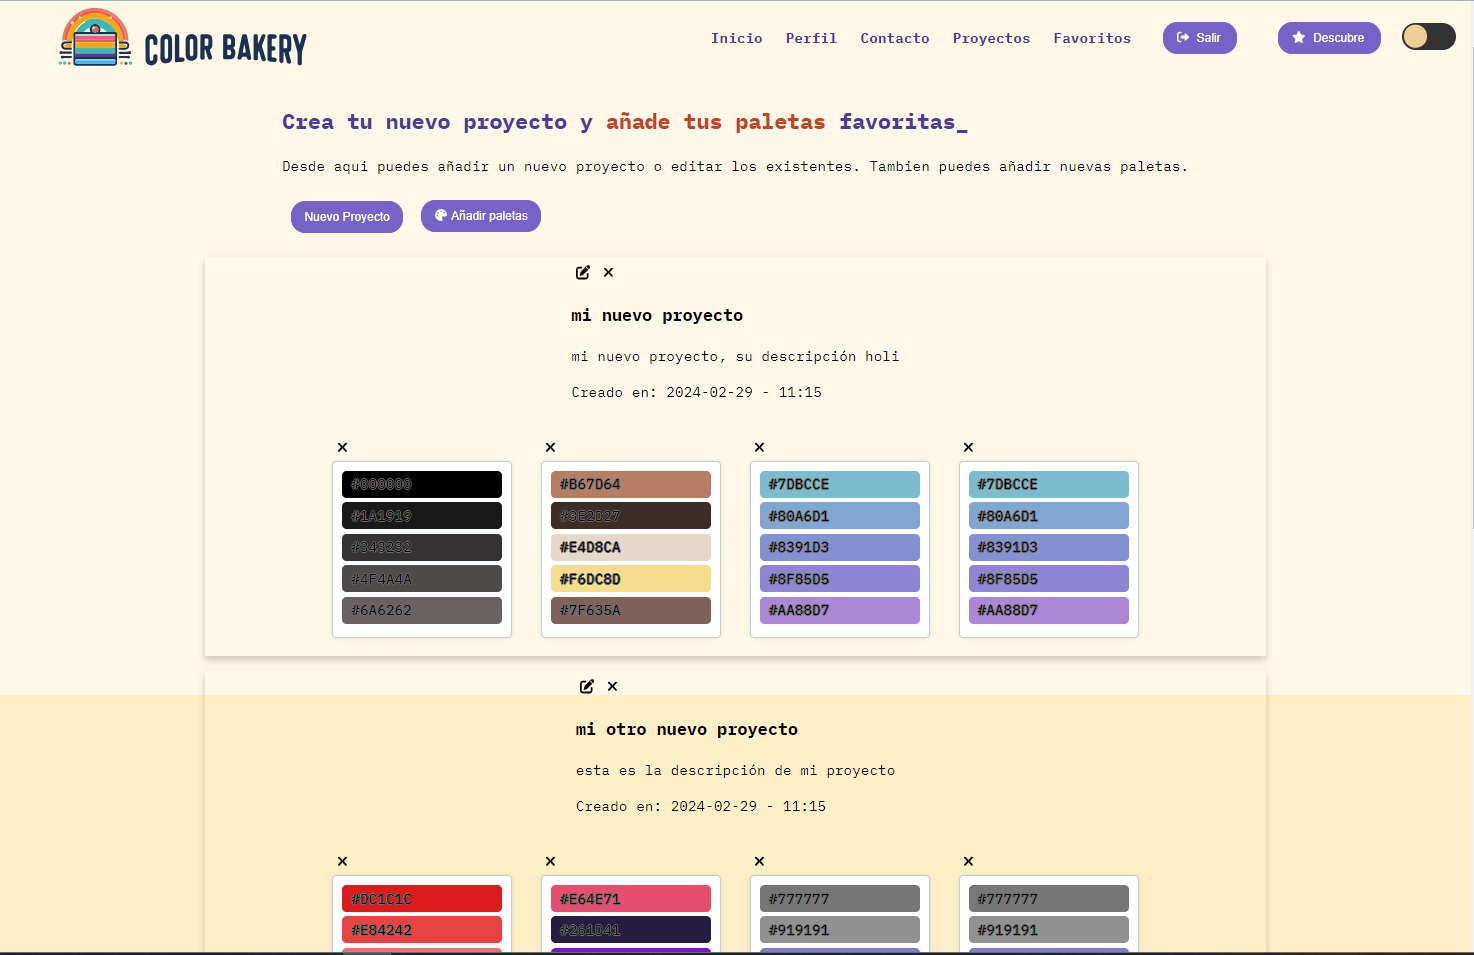 COLOR BAKERY
Inicio Perfil Contacto Proyectos Favoritos Salir Descubre
Crea tu nuevo proyecto y añade tus paletas favoritas_
Desde aqui puedes añadir un nuevo proyecto o editar los existentes. Tambien puedes añadir nuevas paletas.
Nuevo Proyecto Añadir paletas
mi nuevo proyecto
mi nuevo proyecto, su descripción holi
Creado en: 2024-02-29 - 11:15
#000000 #B67D64 #7DBCCE #7DBCCE
#1A1919 #3E2D27 #80A6D1 #80A6D1
#343232 #E4D8CA #8391D3 #8391D3
#4F4A4A #F6DC8D #8F85D5 #8F85D5
#6A6262 #7F635A #AA88D7 #AA88D7
mi otro nuevo proyecto
esta es la descripción de mi proyecto
Creado en: 2024-02-29 - 11:15
#DC1C1C #E64E71 #777777 #777777
#E84242 #261D41 #919191 #919191